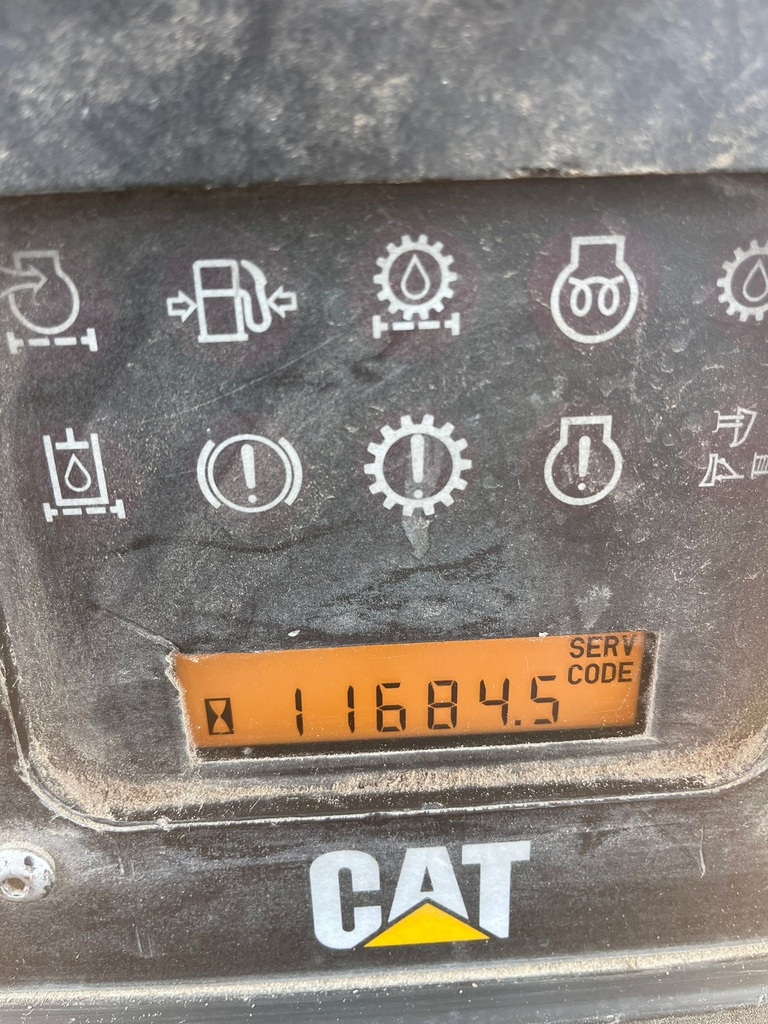 SERV
CODE
11684.5
CAT